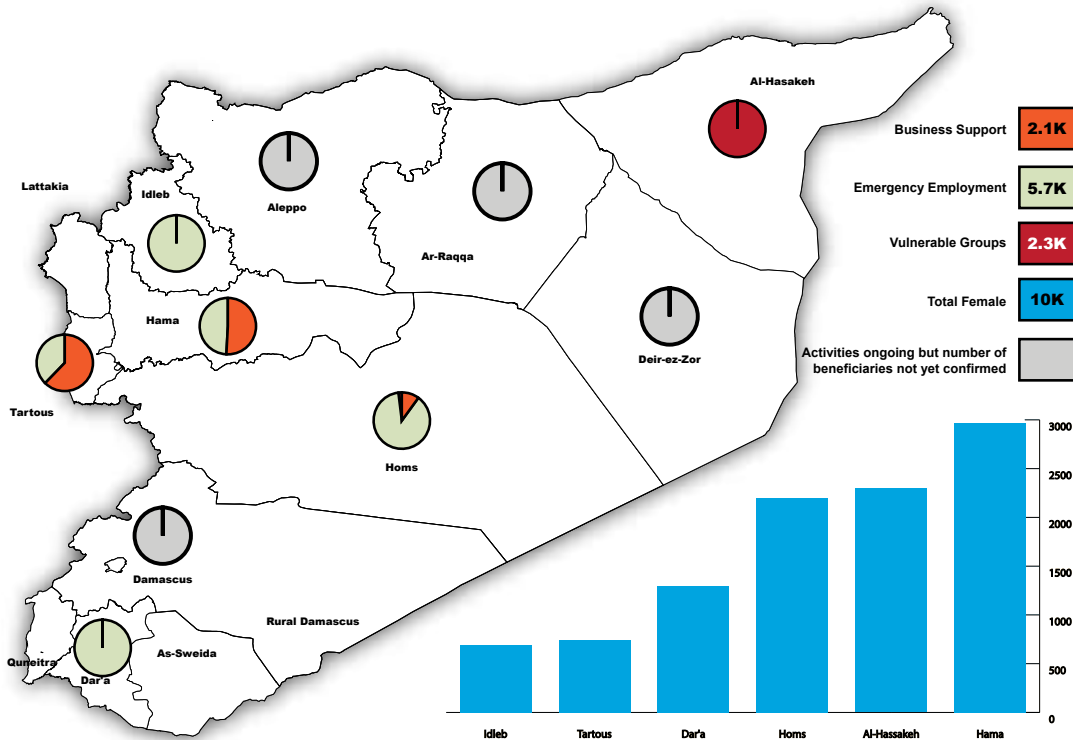 Al-Hasakeh
Lattakia
Idleb
Aleppo
Ar-Raqqa
Hama
Deir-ez-Zor
Tartous
Homs
Damascus
Rural Damascus
Quneitra
As-Sweida
Dar'a
Business Support 2.1K
Emergency Employment 5.7K
Vulnerable Groups 2.3K
Total Female 10K
Activities ongoing but number of
beneficiaries not yet confirmed
3000
2500
2000
1500
1000
500
0
Idleb Tartous Dar'a Homs Al-Hassakeh Hama